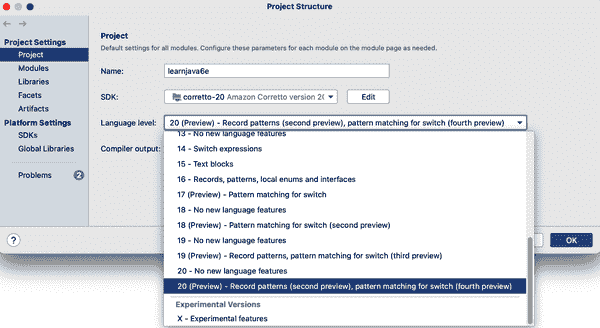 Project Structure
Project Settings
Project
Modules
Libraries
Facets
Artifacts
Platform Settings
SDKs
Global Libraries
Problems
2
Project
Default settings for all modules. Configure these parameters for each module on the module page as needed.
Name:
learnjava6e
SDK:
corretto-20 Amazon Corretto version 20
Edit
Language level:
20 (Preview) - Record patterns (second preview), pattern matching for switch (fourth preview)
Compiler output:
13 - No new language features
14 - Switch expressions
15 - Text blocks
16 - Records, patterns, local enums and interfaces
17 (Preview) - Pattern matching for switch
18 - No new language features
18 (Preview) - Pattern matching for switch (second preview)
19 - No new language features
19 (Preview) - Record patterns, pattern matching for switch (third preview)
20 - No new language features
20 (Preview) - Record patterns (second preview), pattern matching for switch (fourth preview)
Experimental Versions
X - Experimental features
?
OK